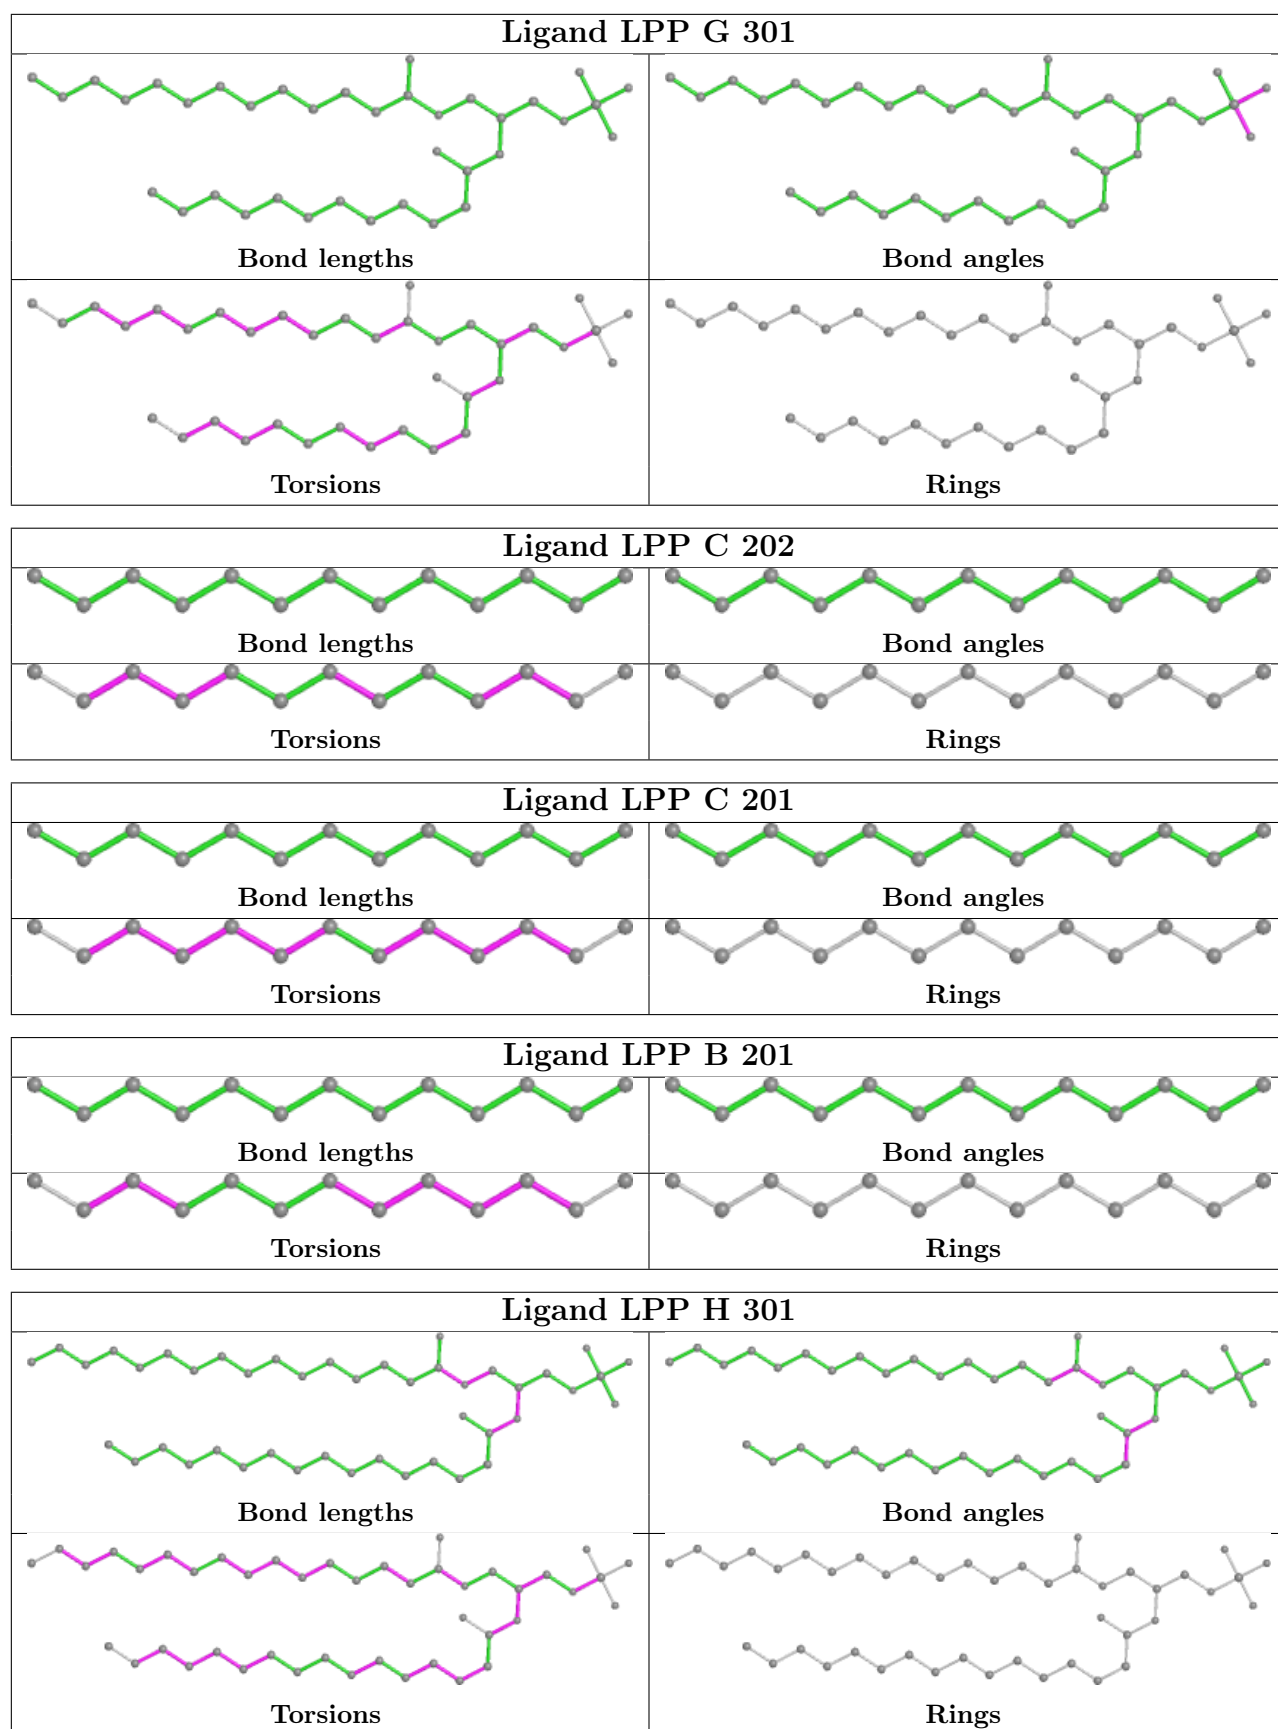 Ligand LPP G 301
Bond lengths
Bond angles
Torsions
Rings
Ligand LPP C 202
Bond lengths
Bond angles
Torsions
Rings
Ligand LPP C 201
Bond lengths
Bond angles
Torsions
Rings
Ligand LPP B 201
Bond lengths
Bond angles
Torsions
Rings
Ligand LPP H 301
Bond lengths
Bond angles
Torsions
Rings